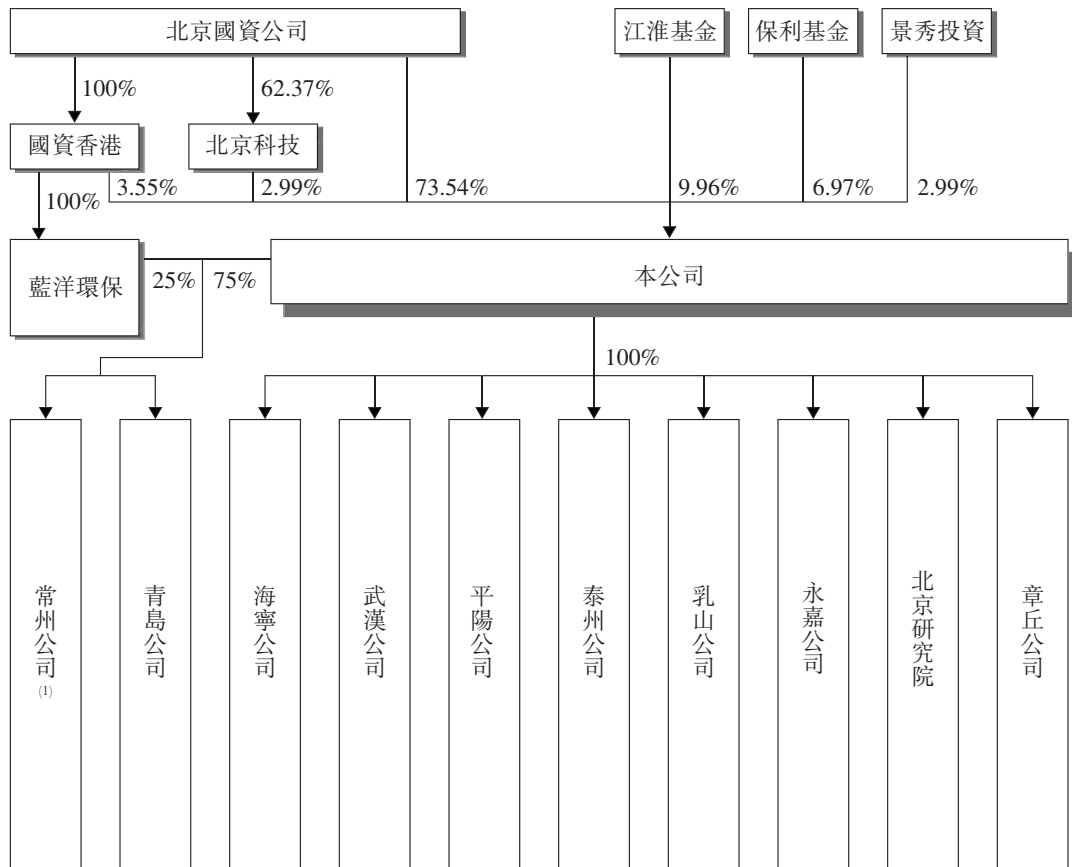 北京國資公司
江淮基金
保利基金
景秀投資
100%
62.37%
國資香港
北京科技
3.55%
2.99%
73.54%
9.96%
6.97%
2.99%
100%
藍洋環保
25%
75%
本公司
100%
常州公司
(1)
青島公司
海寧公司
武漢公司
平陽公司
泰州公司
乳山公司
永嘉公司
北京研究院
章丘公司